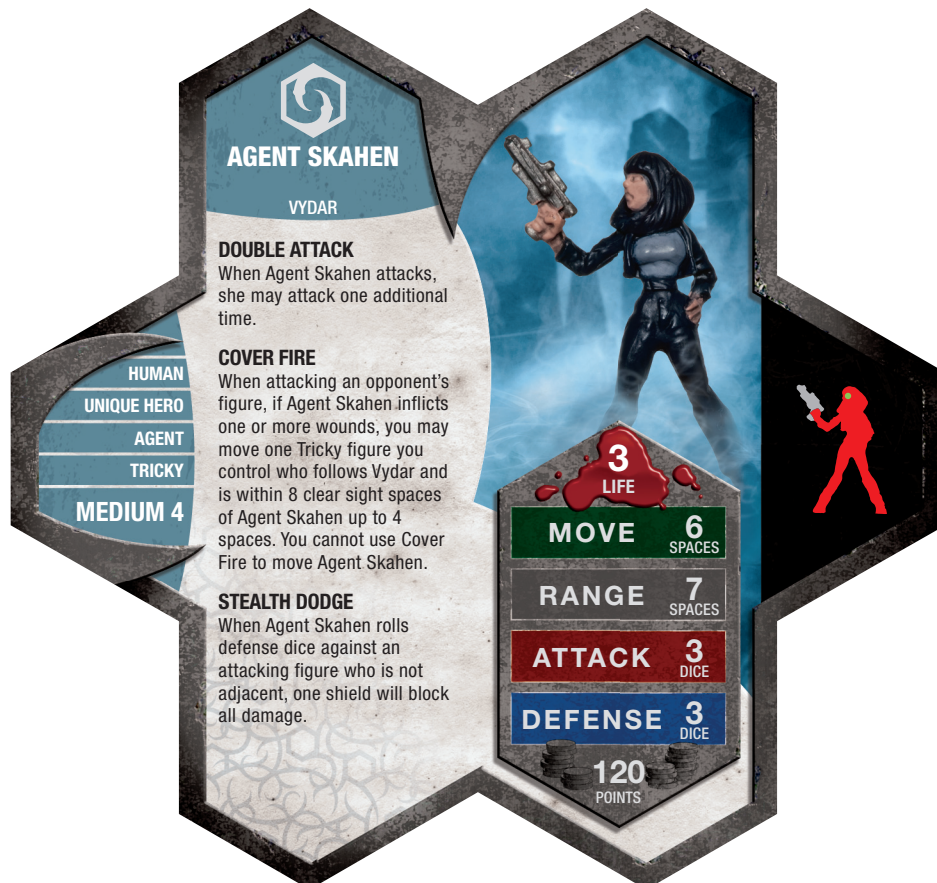 AGENT SKAHEN
VYDAR
DOUBLE ATTACK
When Agent Skahen attacks,
she may attack one additional
time.
COVER FIRE
When attacking an opponent's
figure, if Agent Skahen inflicts
one or more wounds, you may
move one Tricky figure you
control who follows Vydar and
is within 8 clear sight spaces
of Agent Skahen up to 4
spaces. You cannot use Cover
Fire to move Agent Skahen.
STEALTH DODGE
When Agent Skahen rolls
defense dice against an
attacking figure who is not
adjacent, one shield will block
all damage.
HUMAN
UNIQUE HERO
AGENT
TRICKY
MEDIUM 4
3
LIFE
MOVE 6
SPACES
RANGE 7
SPACES
ATTACK 3
DICE
DEFENSE 3
DICE
120
POINTS